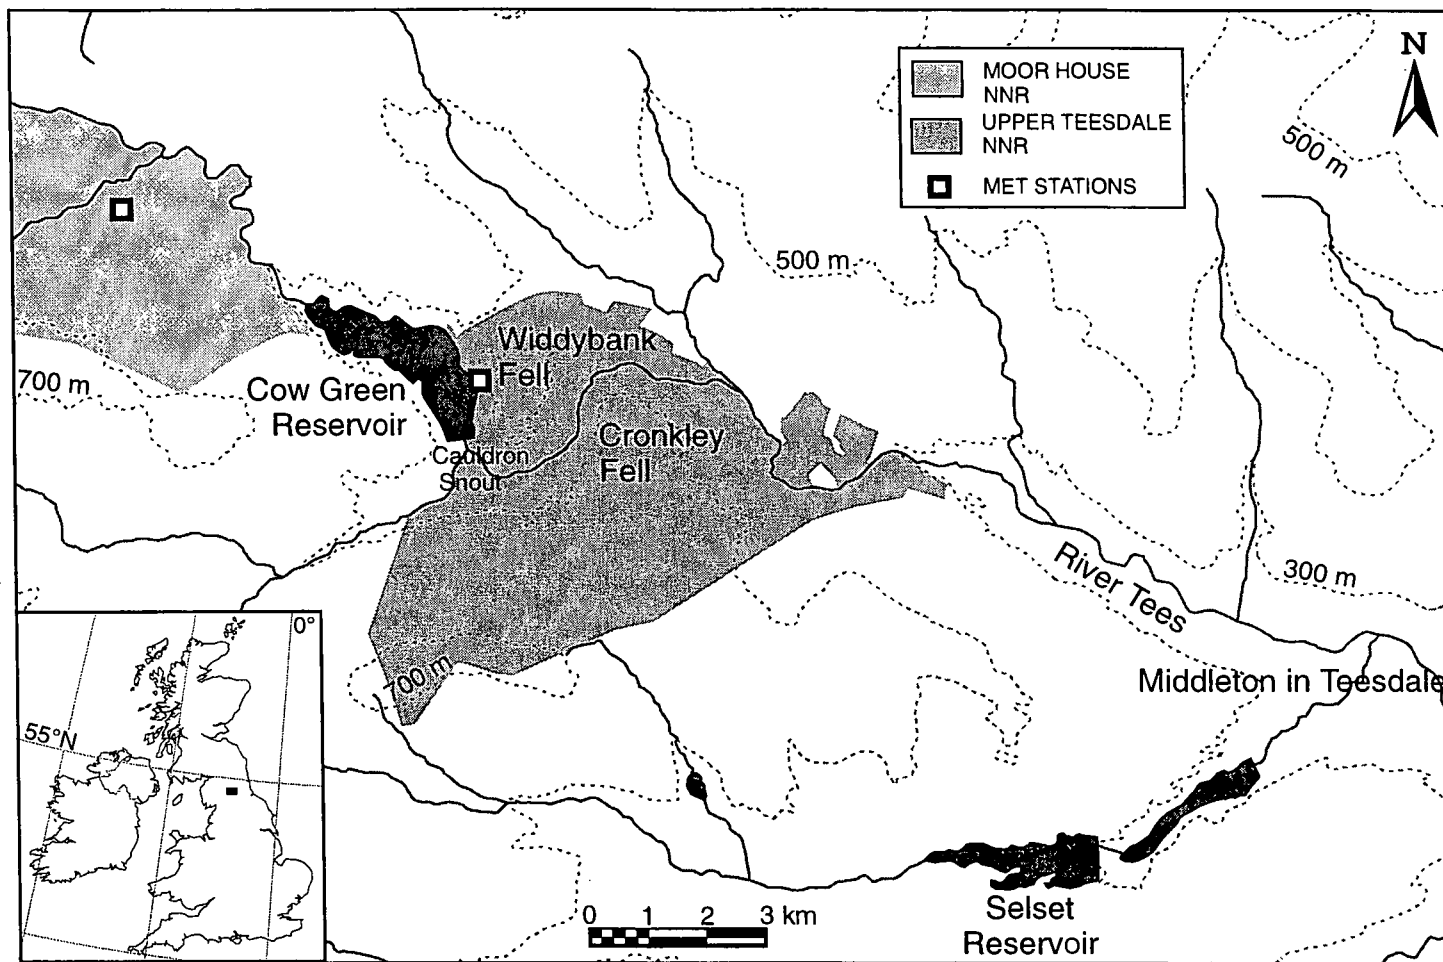 N
MOOR HOUSE
NNR
UPPER TEESDALE
NNR
MET STATIONS
500 m
500 m
Widdybank
Fell
700 m
Cow Green
Reservoir
Cronkley
Fell
Cauldron
Snout
River Tees
300 m
0°
700 m
Middleton in Teesdale
55°N
0 1 2 3 km
Selset
Reservoir